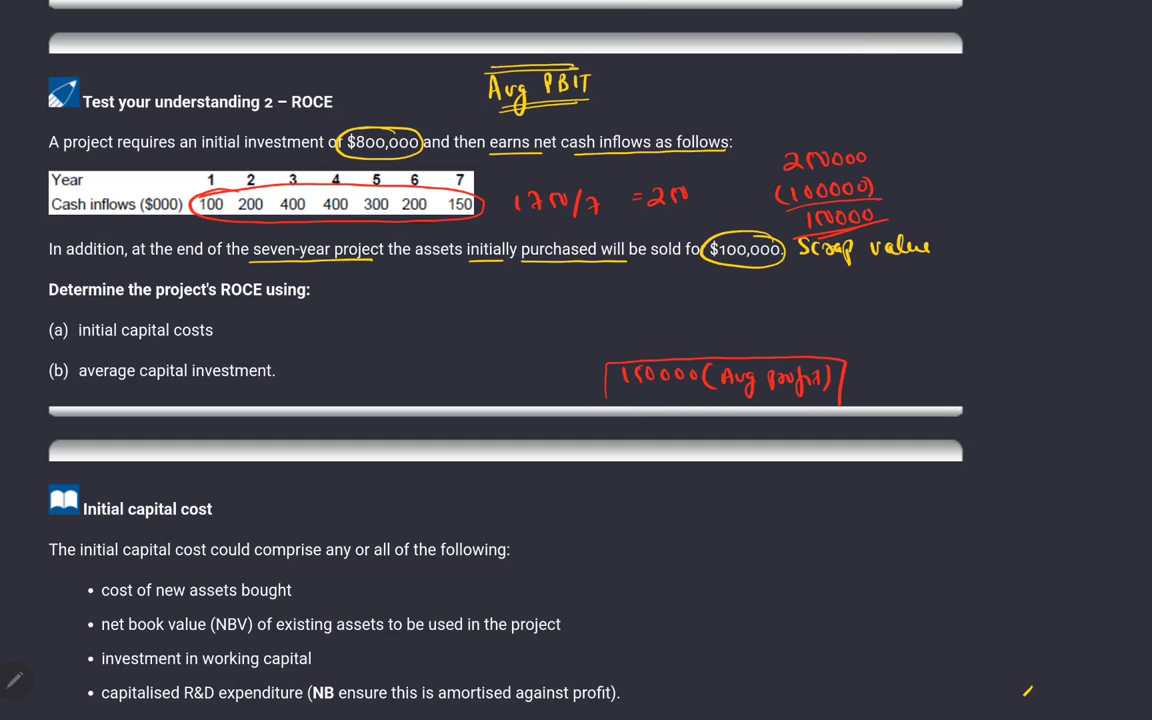 Avg PBIT
Test your understanding 2 – ROCE
A project requires an initial investment of $800,000 and then earns net cash inflows as follows:
Year 1 2 3 4 5 6 7
Cash inflows ($000) 100 200 400 400 300 200 150
1750/7 = 250
250000
(100000)
150000
In addition, at the end of the seven-year project the assets initially purchased will be sold for $100,000. Scrap value
Determine the project's ROCE using:
(a) initial capital costs
(b) average capital investment.
150000 (Avg profit)
Initial capital cost
The initial capital cost could comprise any or all of the following:
• cost of new assets bought
• net book value (NBV) of existing assets to be used in the project
• investment in working capital
• capitalised R&D expenditure (NB ensure this is amortised against profit).